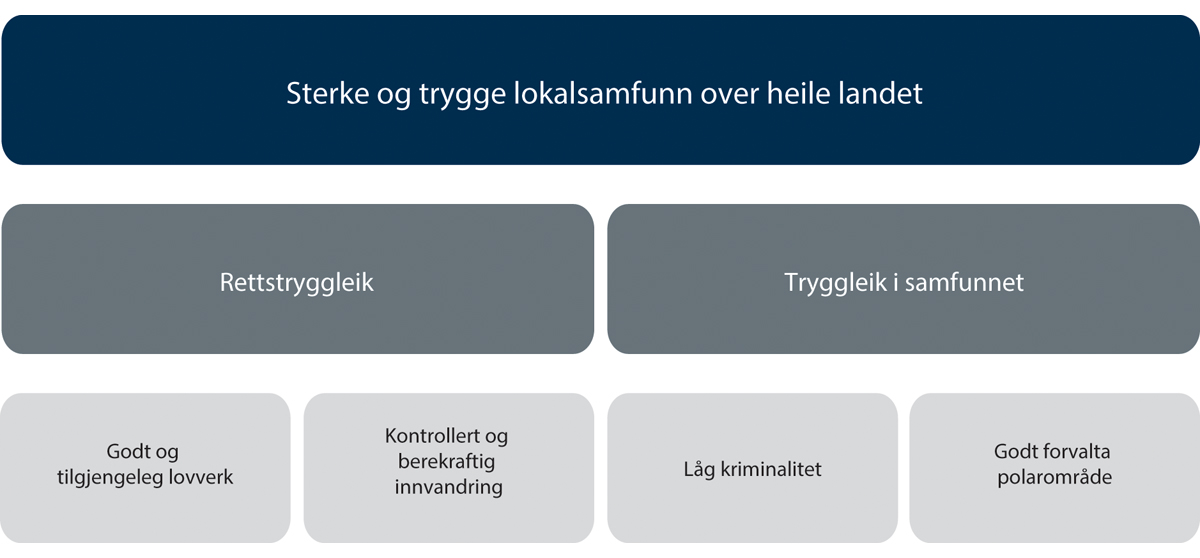 Sterke og trygge lokalsamfunn over heile landet
Rettstryggleik
Tryggleik i samfunnet
Godt og
tilgjengeleg lovverk
Kontrollert og
berekraftig
innvandring
Låg kriminalitet
Godt forvalta
polarområde